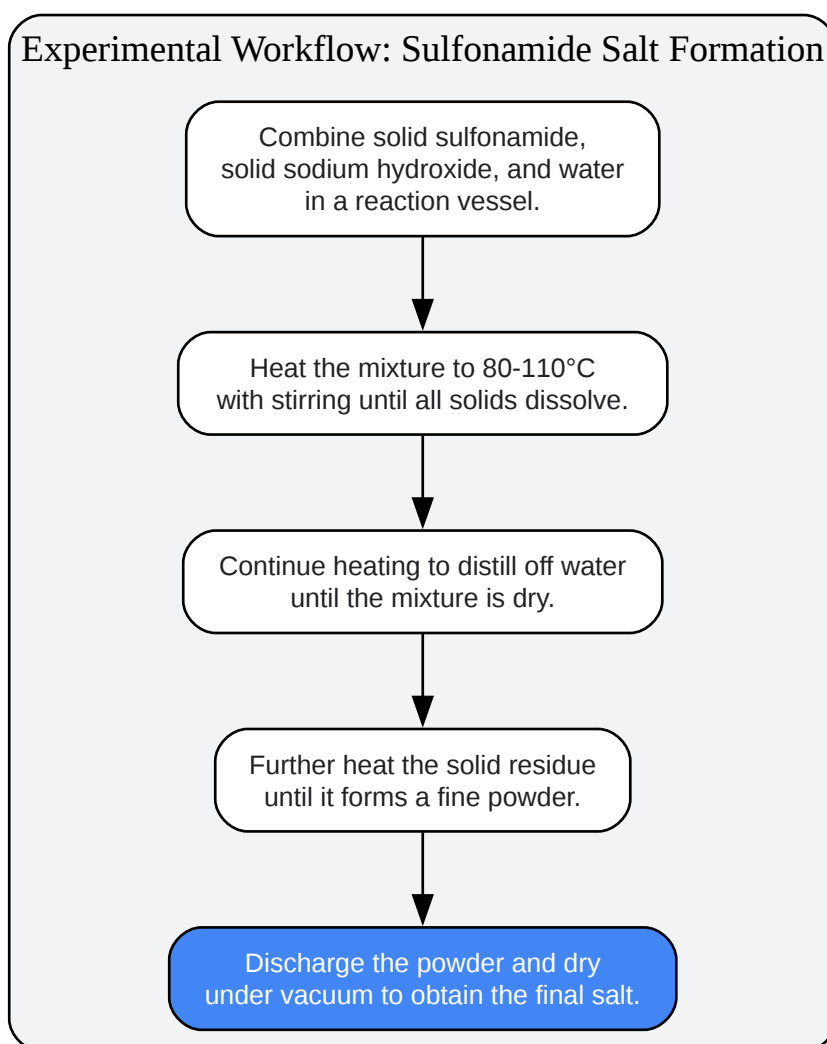 Experimental Workflow: Sulfonamide Salt Formation
Combine solid sulfonamide,
solid sodium hydroxide, and water
in a reaction vessel.
Heat the mixture to 80-110°C
with stirring until all solids dissolve.
Continue heating to distill off water
until the mixture is dry.
Further heat the solid residue
until it forms a fine powder.
Discharge the powder and dry
under vacuum to obtain the final salt.